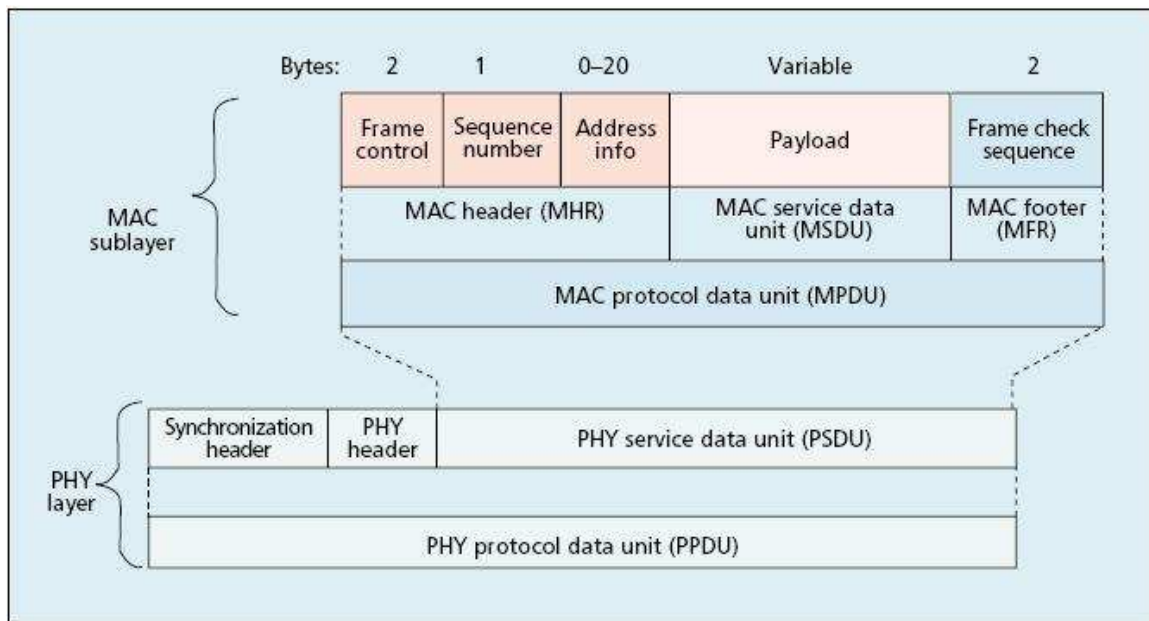 Bytes: 2 1 0–20 Variable 2
Frame control
Sequence number
Address info
Payload
Frame check sequence
MAC sublayer
MAC header (MHR)
MAC service data unit (MSDU)
MAC footer (MFR)
MAC protocol data unit (MPDU)
PHY layer
Synchronization header
PHY header
PHY service data unit (PSDU)
PHY protocol data unit (PPDU)